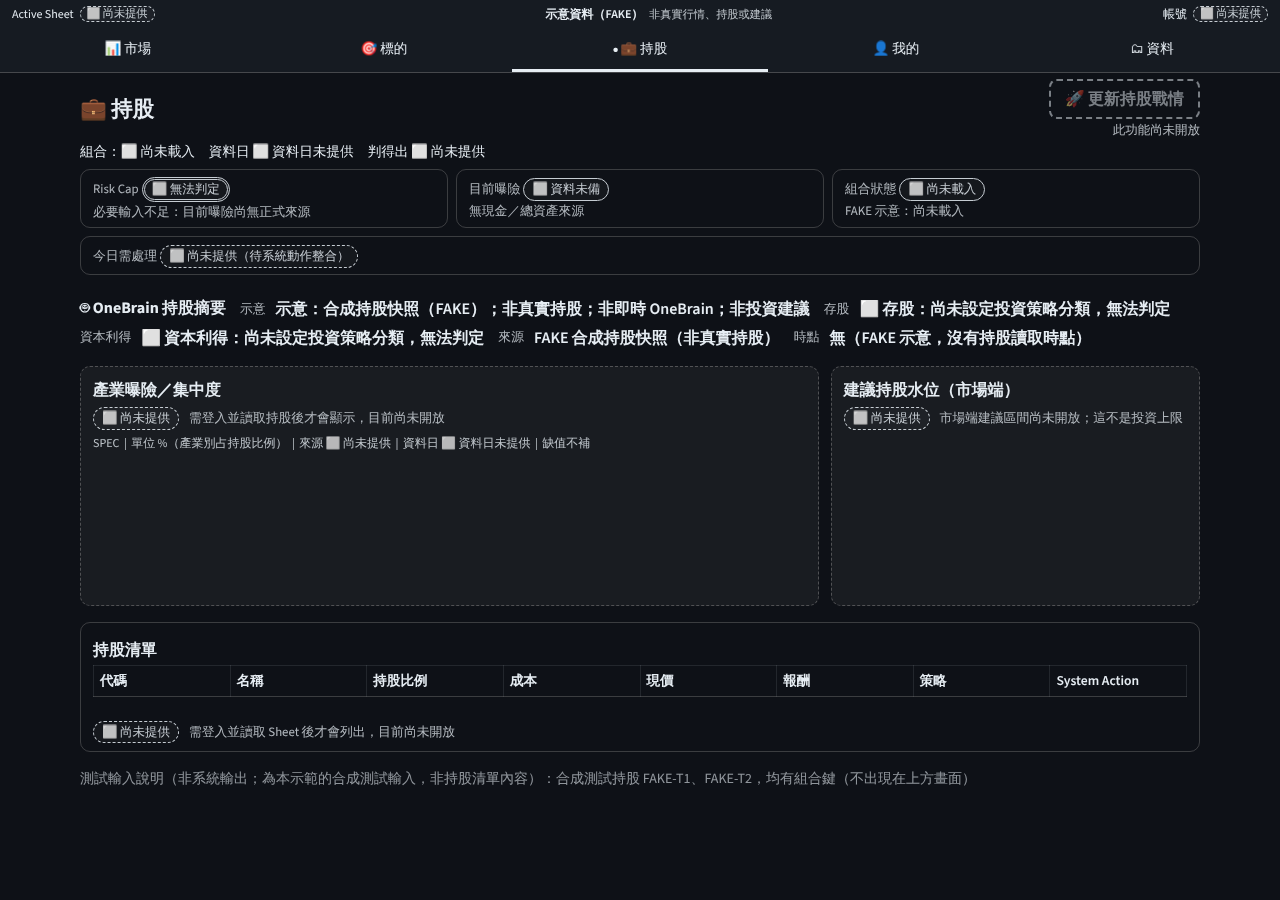 Active Sheet ⬜ 尚未提供 示意資料（FAKE） 非真實行情、持股或建議 帳號 ⬜ 尚未提供
📊 市場 🎯 標的 • 💼 持股 👤 我的 🗂 資料
💼 持股 🚀 更新持股戰情
此功能尚未開放
組合：⬜ 尚未載入 資料日 ⬜ 資料日未提供 判得出 ⬜ 尚未提供
Risk Cap ⬜ 無法判定 目前曝險 ⬜ 資料未備 組合狀態 ⬜ 尚未載入
必要輸入不足：目前曝險尚無正式來源 無現金／總資產來源 FAKE 示意：尚未載入
今日需處理 ⬜ 尚未提供（待系統動作整合）
OneBrain 持股摘要 示意 示意：合成持股快照（FAKE）；非真實持股；非即時 OneBrain；非投資建議 存股 ⬜ 存股：尚未設定投資策略分類，無法判定
資本利得 ⬜ 資本利得：尚未設定投資策略分類，無法判定 來源 FAKE 合成持股快照（非真實持股） 時點 無（FAKE 示意，沒有持股讀取時點）
產業曝險／集中度 建議持股水位（市場端）
⬜ 尚未提供 需登入並讀取持股後才會顯示，目前尚未開放 ⬜ 尚未提供 市場端建議區間尚未開放；這不是投資上限
SPEC｜單位 %（產業別占持股比例）｜來源 ⬜ 尚未提供｜資料日 ⬜ 資料日未提供｜缺值不補
持股清單
代碼 名稱 持股比例 成本 現價 報酬 策略 System Action
⬜ 尚未提供 需登入並讀取 Sheet 後才會列出，目前尚未開放
測試輸入說明（非系統輸出；為本示範的合成測試輸入，非持股清單內容）：合成測試持股 FAKE-T1、FAKE-T2，均有組合鍵（不出現在上方畫面）